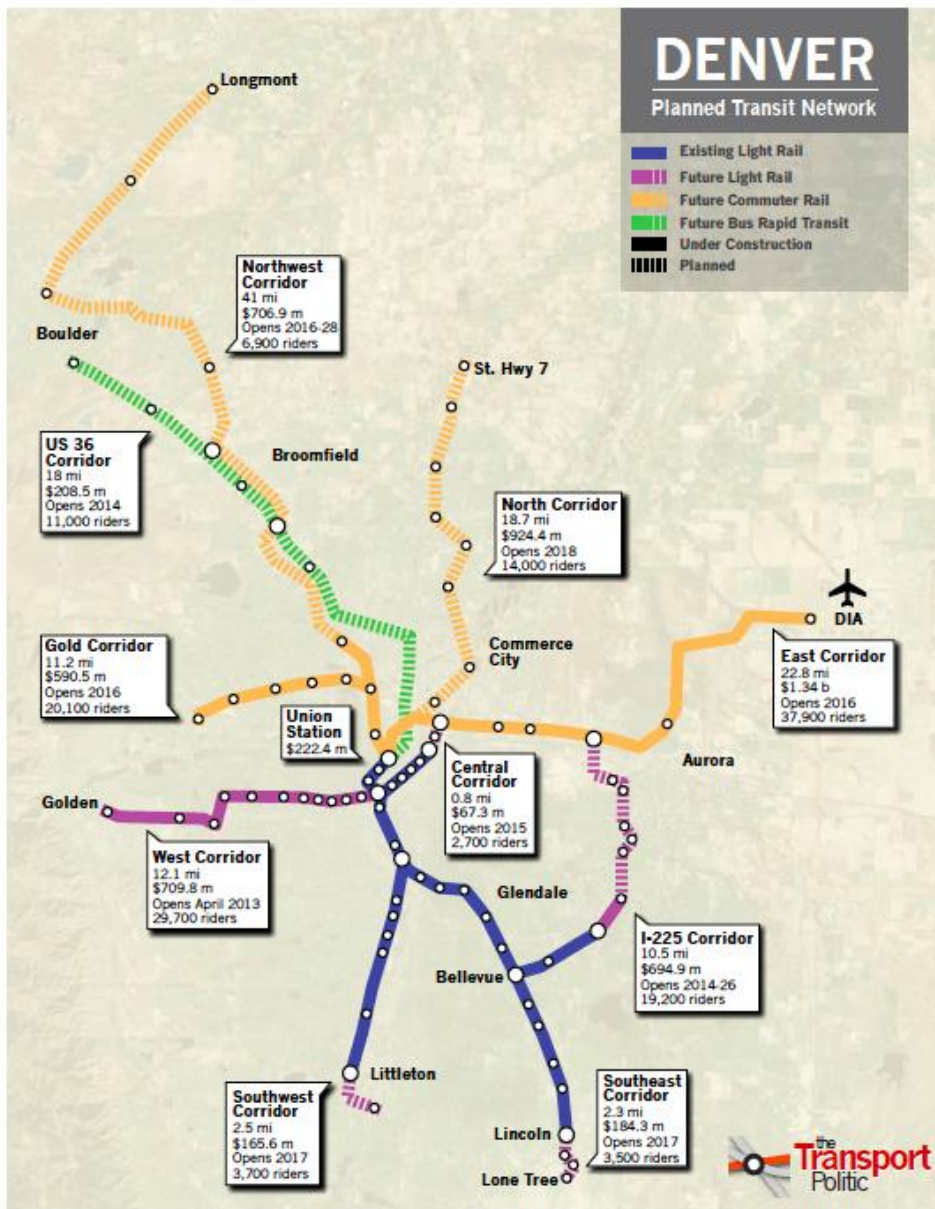 DENVER
Planned Transit Network
Existing Light Rail
Future Light Rail
Future Commuter Rail
Future Bus Rapid Transit
Under Construction
Planned
Longmont
Northwest
Corridor
41 mi
$706.9 m
Opens 2016-28
6,900 riders
Boulder
St. Hwy 7
US 36
Corridor
18 mi
$208.5 m
Opens 2014
11,000 riders
Broomfield
North Corridor
18.7 mi
$924.4 m
Opens 2018
14,000 riders
DIA
Gold Corridor
11.2 mi
$590.5 m
Opens 2016
20,100 riders
Commerce
City
East Corridor
22.8 mi
$1.34 b
Opens 2016
37,900 riders
Union
Station
$222.4 m
Aurora
Central
Corridor
0.8 mi
$67.3 m
Opens 2015
2,700 riders
Golden
West Corridor
12.1 mi
$709.8 m
Opens April 2013
29,700 riders
Glendale
I-225 Corridor
10.5 mi
$694.9 m
Opens 2014-26
19,200 riders
Bellevue
Littleton
Southwest
Corridor
2.5 mi
$165.6 m
Opens 2017
3,700 riders
Southeast
Corridor
2.3 mi
$184.3 m
Opens 2017
3,500 riders
Lincoln
Lone Tree
the
Transport
Politic